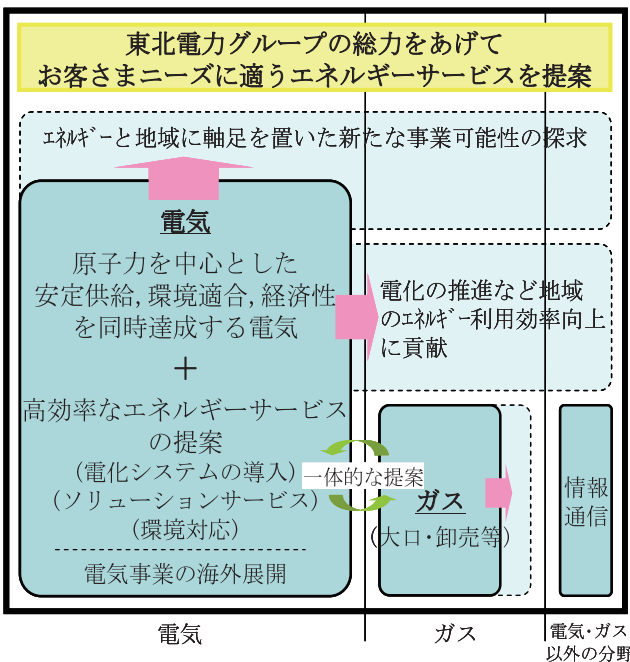 東北電力グループの総力をあげて
お客さまニーズに適うエネルギーサービスを提案
ｴﾈﾙｷﾞｰと地域に軸足を置いた新たな事業可能性の探求
電気
原子力を中心とした
安定供給,環境適合,経済性
を同時達成する電気
＋
高効率なエネルギーサービス
の提案
(電化システムの導入)
(ソリューションサービス)
(環境対応)
電気事業の海外展開
電化の推進など地域
のｴﾈﾙｷﾞｰ利用効率向上
に貢献
一体的な提案
ガス
(大口・卸売等)
情報
通信
電気
ガス
電気・ガス
以外の分野